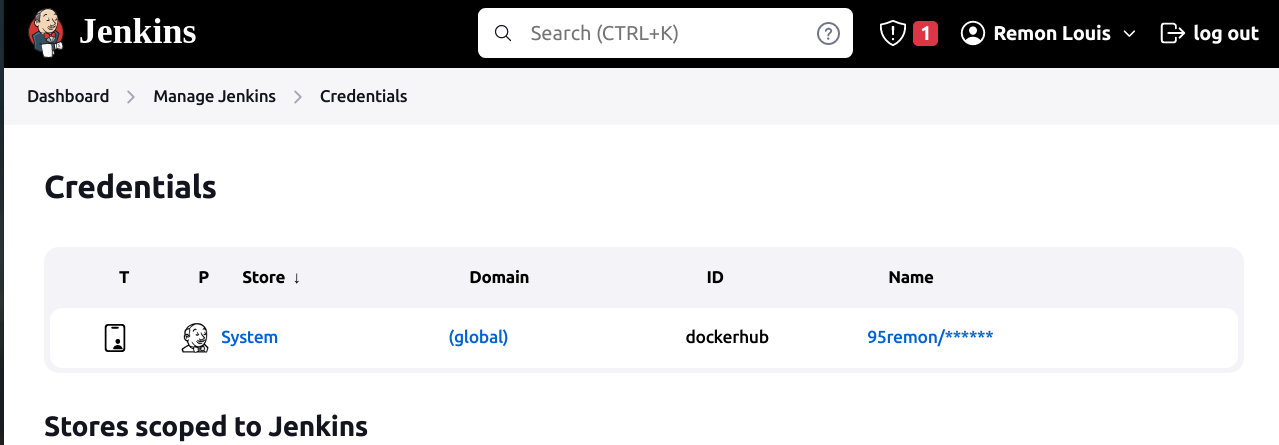 Jenkins Search (CTRL+K) ? 1 Remon Louis log out
Dashboard > Manage Jenkins > Credentials
Credentials
T P Store ↓ Domain ID Name
System (global) dockerhub 95remon/******
Stores scoped to Jenkins